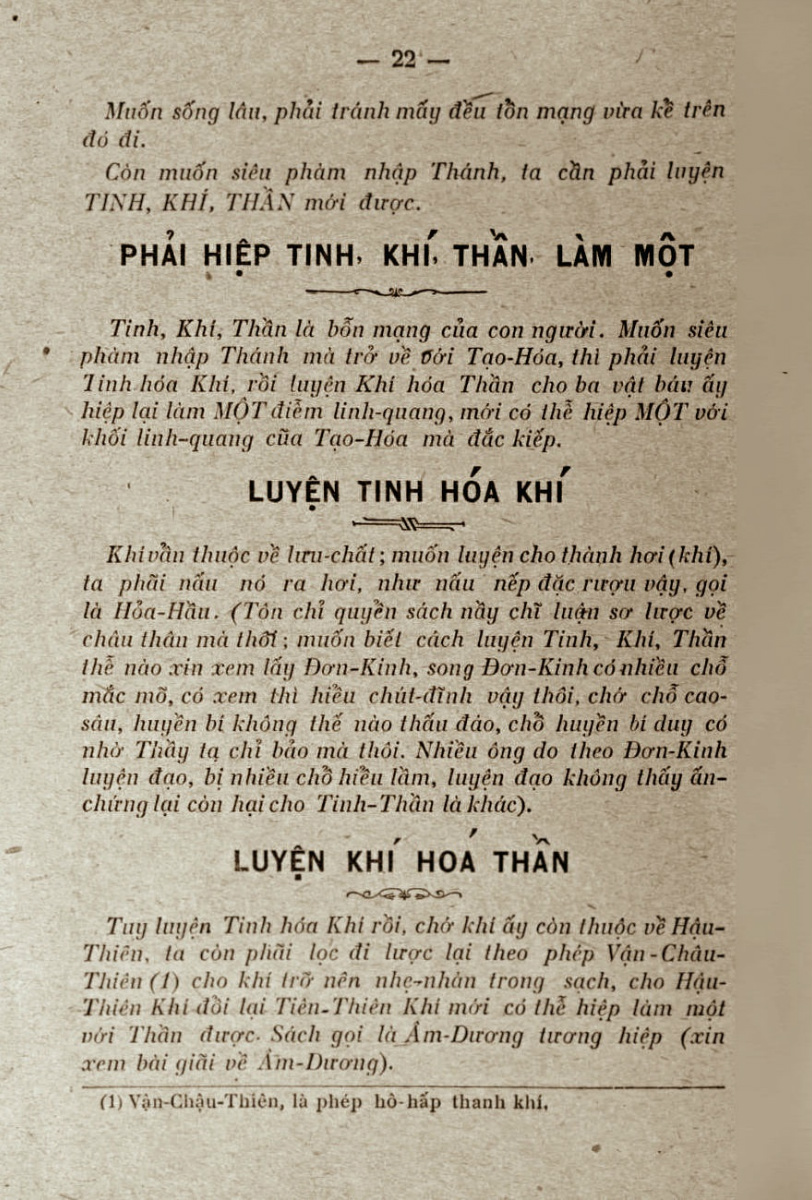 — 22 —
Muốn sống lâu, phải tránh mấy đều tồn mạng vừa kề trên
đó đi.
Còn muốn siêu phàm nhập Thánh, ta cần phải luyện
TINH, KHÍ, THẦN mới được.
PHẢI HIỆP TINH, KHÍ, THẦN, LÀM MỘT
Tinh, Khí, Thần là bổn mạng của con người. Muốn siêu
phàm nhập Thánh mà trở về với Tạo-Hóa, thì phải luyện
Tinh hóa Khí, rồi luyện Khí hóa Thần cho ba vật báu ấy
hiệp lại làm MỘT điểm linh-quang, mới có thể hiệp MỘT với
khối linh-quang cũa Tạo-Hóa mà đắc kiếp.
LUYỆN TINH HÓA KHÍ
Khí vẫn thuộc về lưu-chất; muốn luyện cho thành hơi (khí),
ta phãi nấu nó ra hơi, như nấu nếp đặc rượu vậy, gọi
là Hỏa-Hầu. (Tôn chỉ quyển sách nầy chĩ luận sơ lược về
châu thân mà thôi; muốn biết cách luyện Tinh, Khí, Thần
thể nào xin xem lấy Đơn-Kinh, song Đơn-Kinh có nhiều chỗ
mắc mõ, có xem thì hiểu chút-đĩnh vậy thôi, chớ chỗ cao-
sâu, huyền bí không thể nào thấu đáo, chỗ huyền bí duy có
nhờ Thầy ta chỉ bảo mà thôi. Nhiều ông do theo Đơn-Kinh
luyện đạo, bị nhiều chỗ hiểu lầm, luyện đạo không thấy ấn-
chứng lại còn hại cho Tinh-Thần là khác).
LUYỆN KHÍ HOÁ THẦN
Tuy luyện Tinh hóa Khí rồi, chớ khí ấy còn thuộc về Hậu-
Thiên, ta còn phãi lọc đi lược lại theo phép Vận-Châu-
Thiên (1) cho khí trỡ nên nhẹ-nhàn trong sạch, cho Hậu-
Thiên Khí đổi lại Tiên-Thiên Khí mới có thể hiệp làm một
với Thần được. Sách gọi là Âm-Dương tương hiệp (xin
xem bài giãi về Âm-Dương).
(1) Vận-Chậu-Thiên, là phép hô-hấp thanh khí,